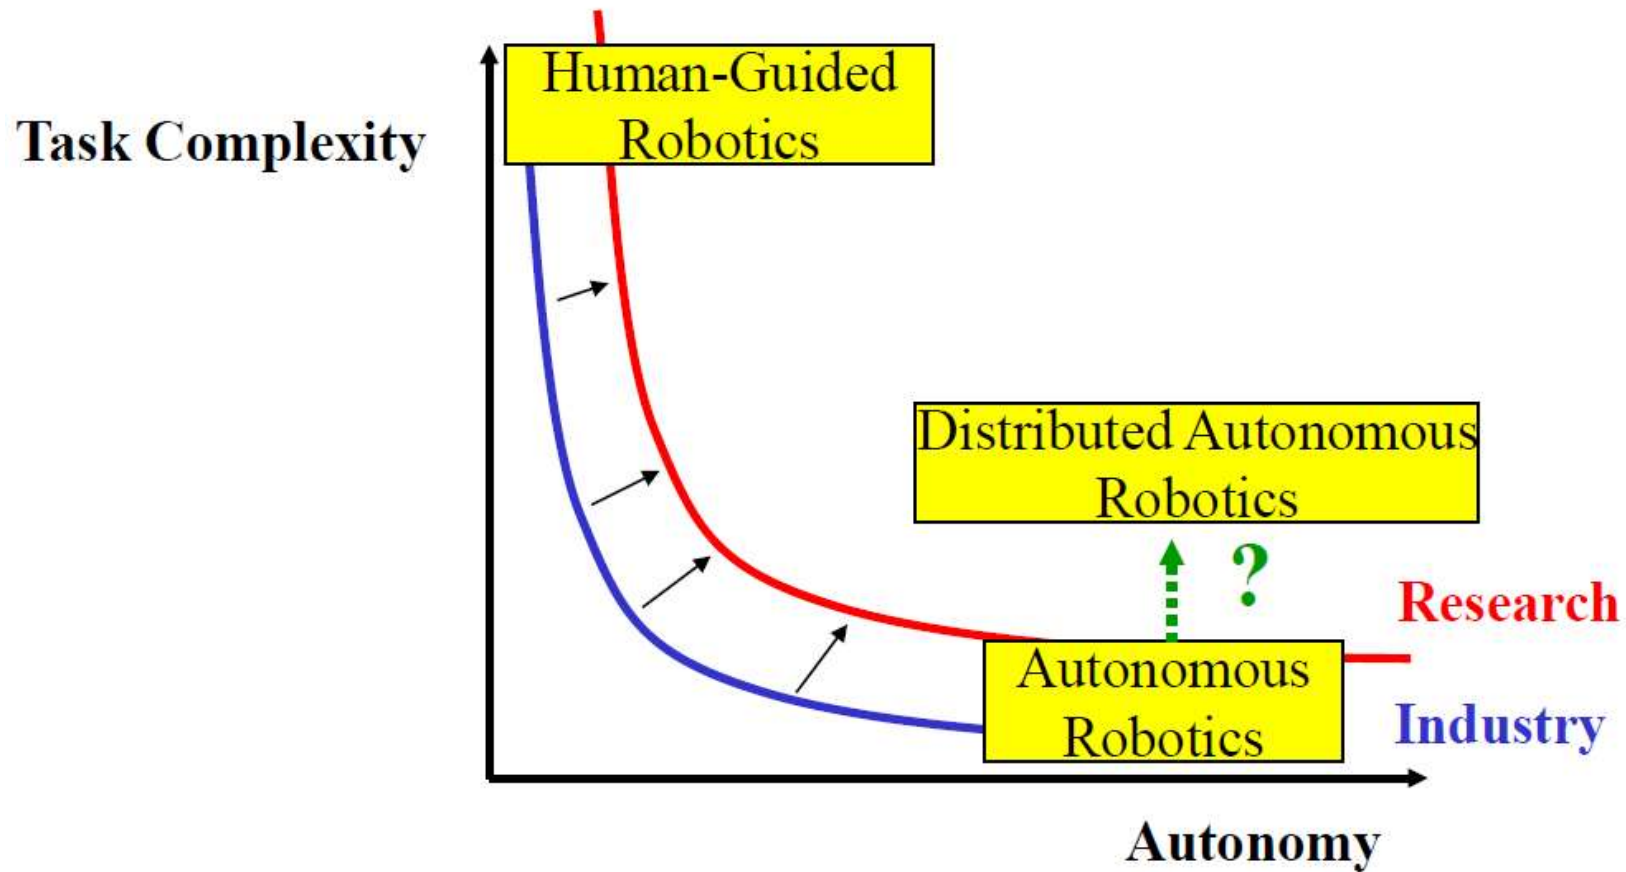 Human-Guided
Robotics
Task Complexity
Distributed Autonomous
Robotics
?
Research
Autonomous
Robotics
Industry
Autonomy